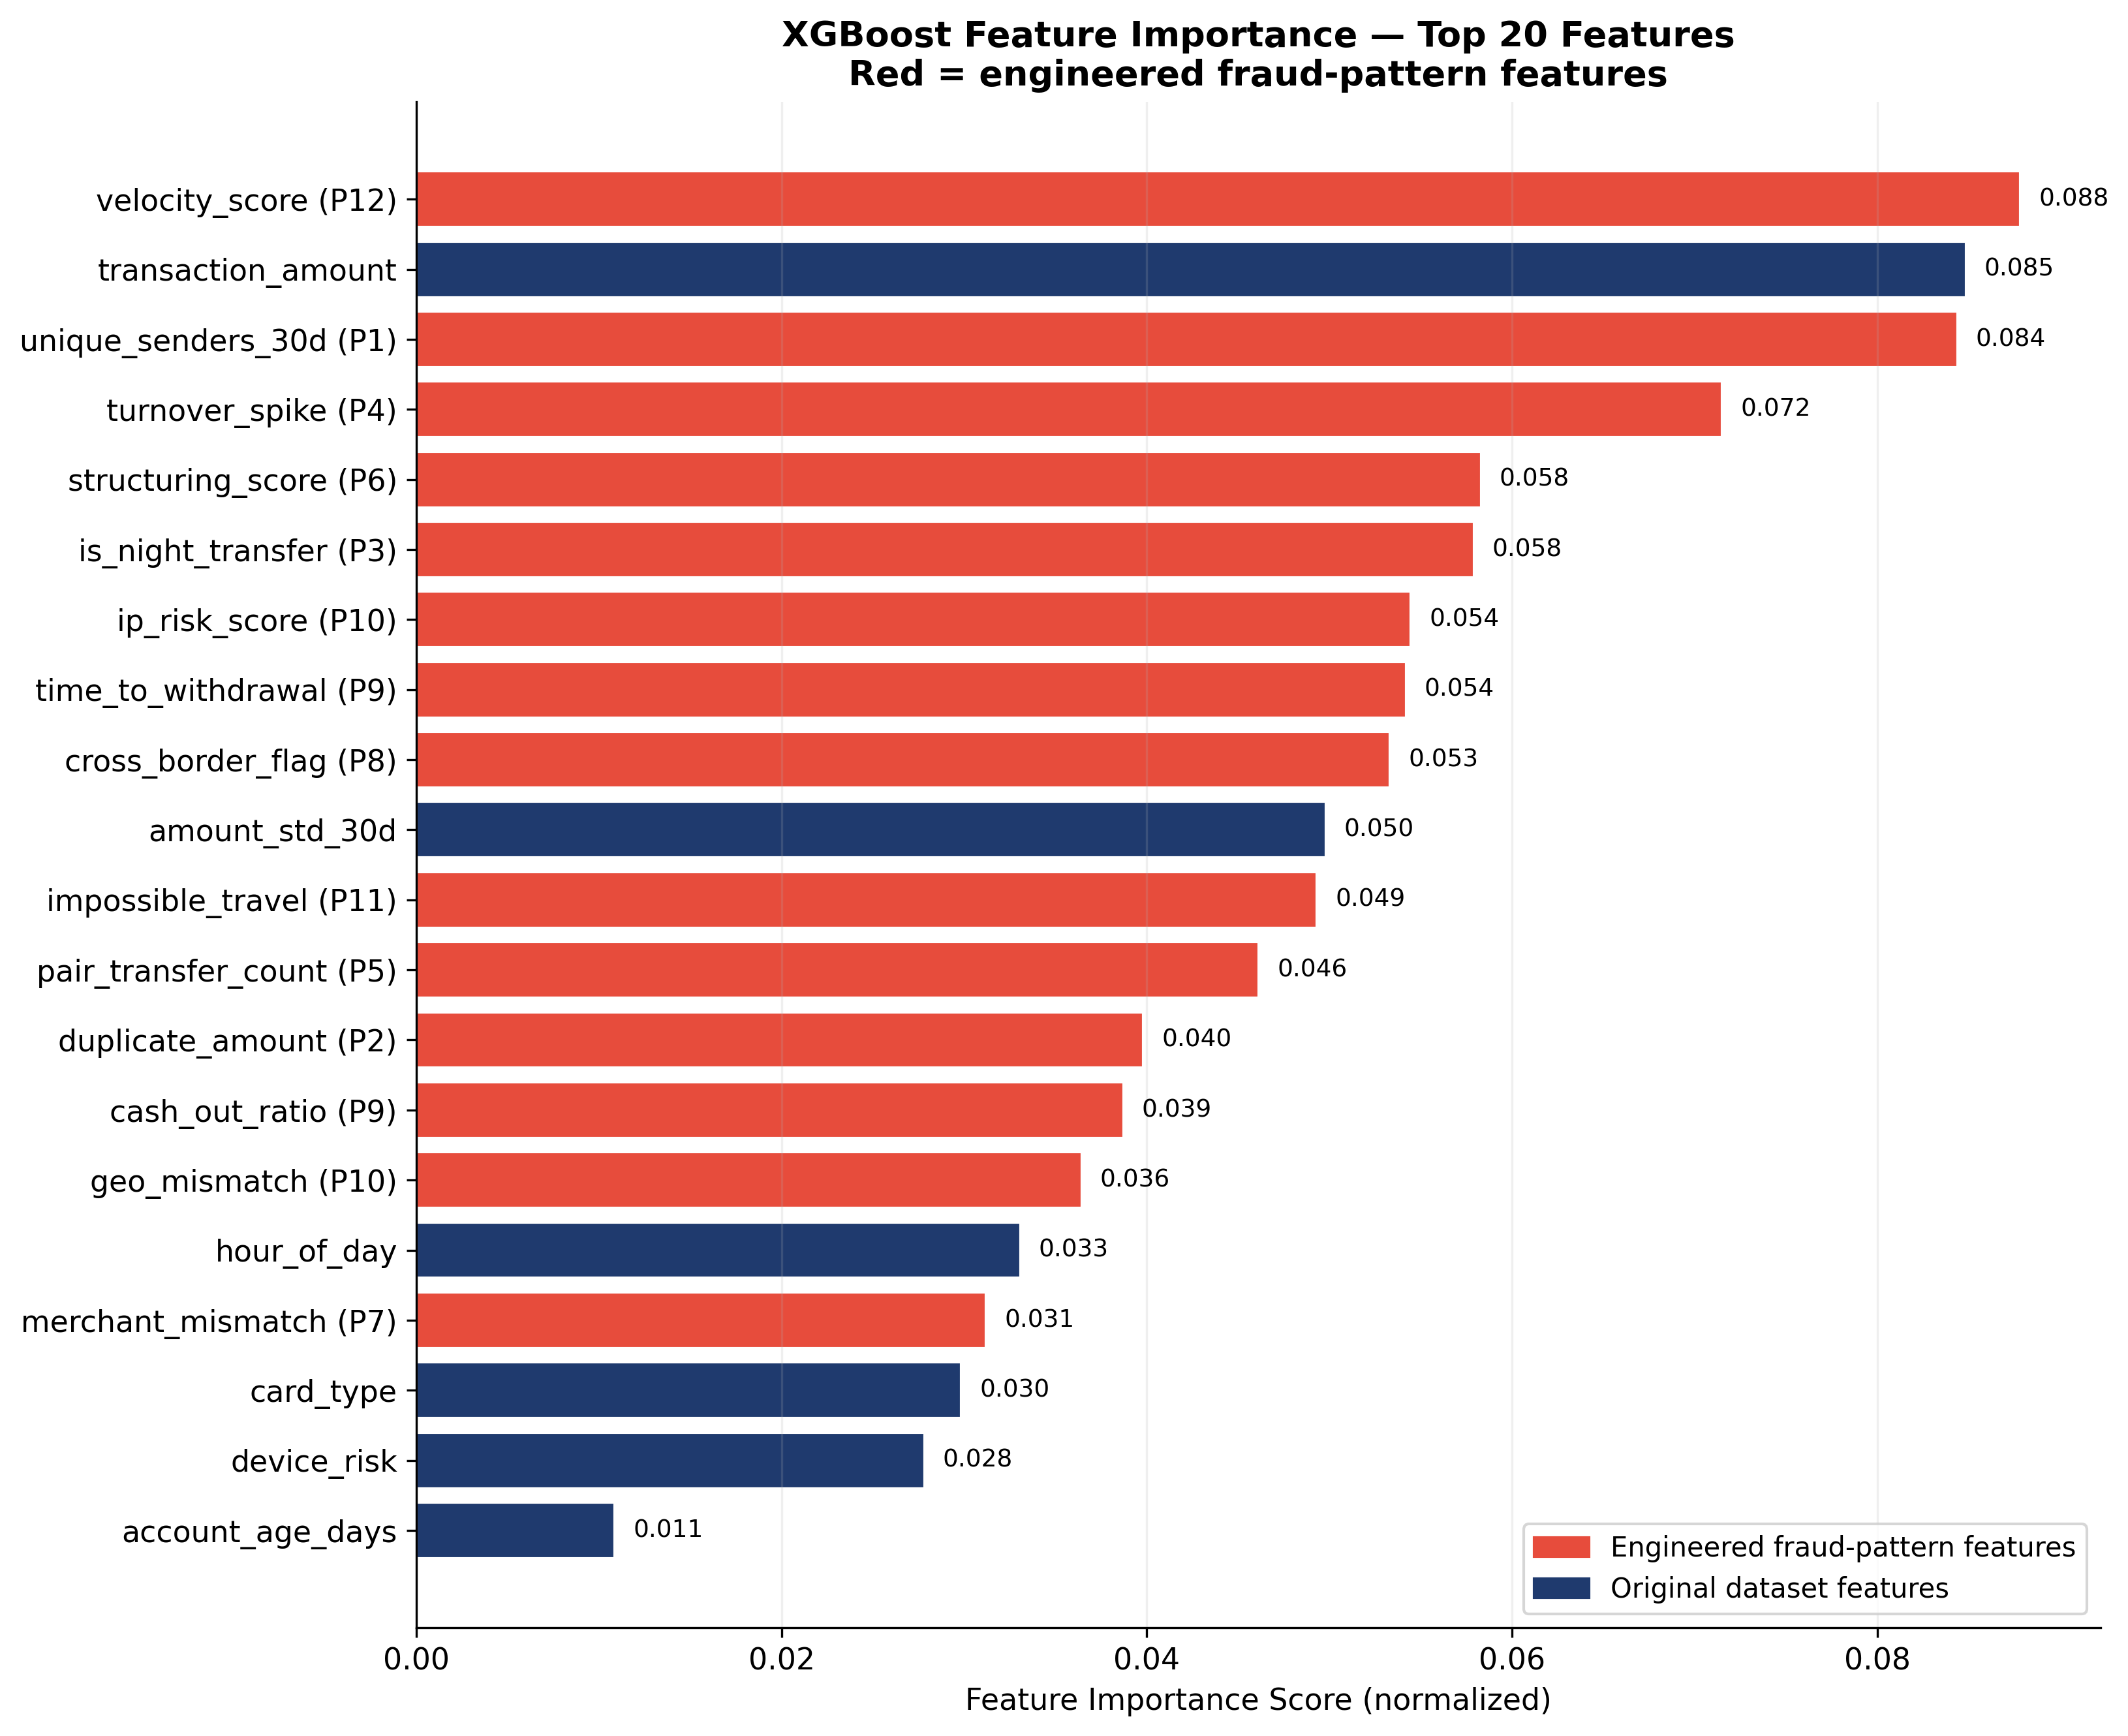 XGBoost Feature Importance — Top 20 Features
Red = engineered fraud-pattern features
velocity_score (P12) 0.088
transaction_amount 0.085
unique_senders_30d (P1) 0.084
turnover_spike (P4) 0.072
structuring_score (P6) 0.058
is_night_transfer (P3) 0.058
ip_risk_score (P10) 0.054
time_to_withdrawal (P9) 0.054
cross_border_flag (P8) 0.053
amount_std_30d 0.050
impossible_travel (P11) 0.049
pair_transfer_count (P5) 0.046
duplicate_amount (P2) 0.040
cash_out_ratio (P9) 0.039
geo_mismatch (P10) 0.036
hour_of_day 0.033
merchant_mismatch (P7) 0.031
card_type 0.030
device_risk 0.028
account_age_days 0.011
Engineered fraud-pattern features
Original dataset features
0.00 0.02 0.04 0.06 0.08
Feature Importance Score (normalized)